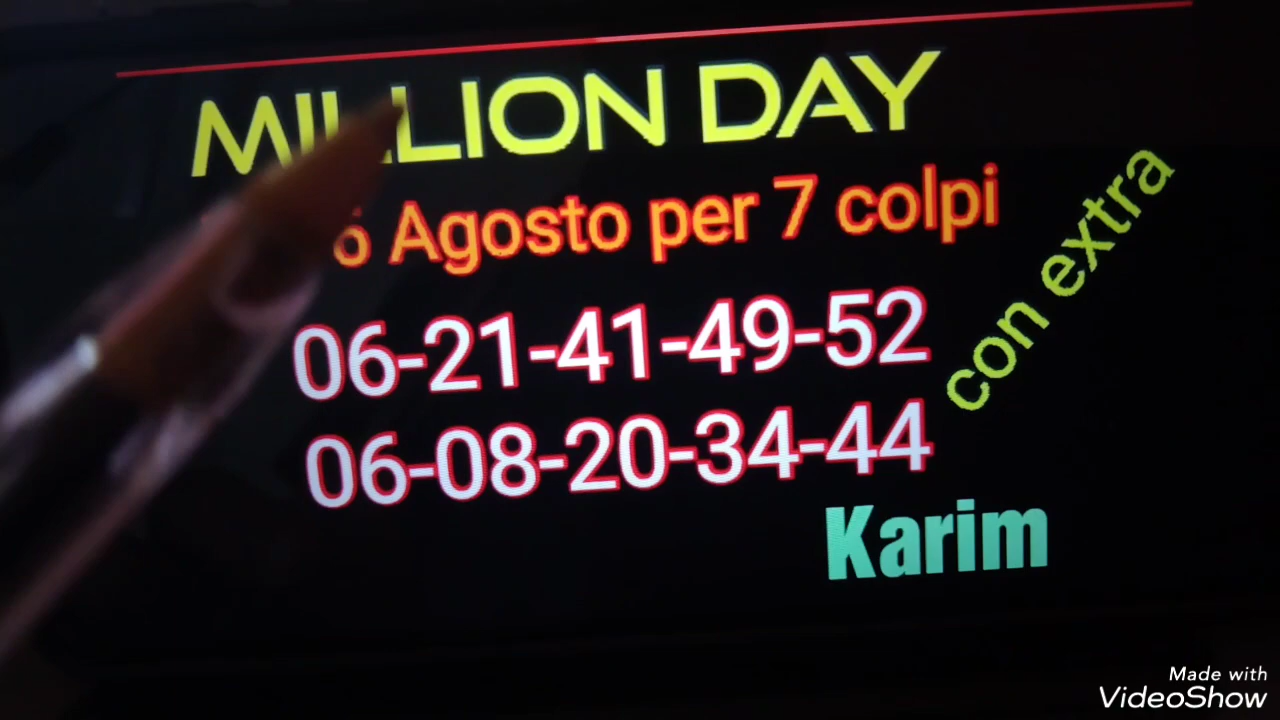 MILLION DAY
6 Agosto per 7 colpi
con extra
06-21-41-49-52
06-08-20-34-44
Karim
Made with
VideoShow